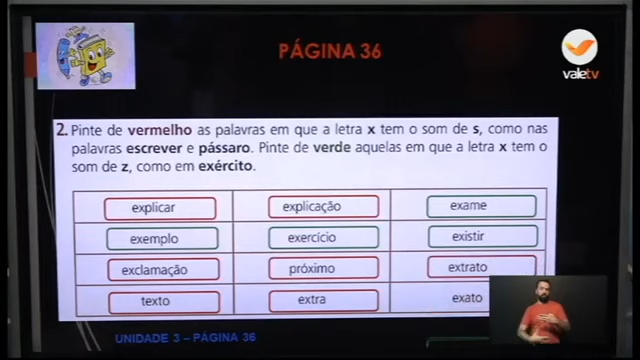 PÁGINA 36
valetv
2. Pinte de vermelho as palavras em que a letra x tem o som de s, como nas
palavras escrever e pássaro. Pinte de verde aquelas em que a letra x tem o
som de z, como em exército.
explicar explicação exame
exemplo exercício existir
exclamação próximo extrato
texto extra exato
UNIDADE 3 – PÁGINA 36